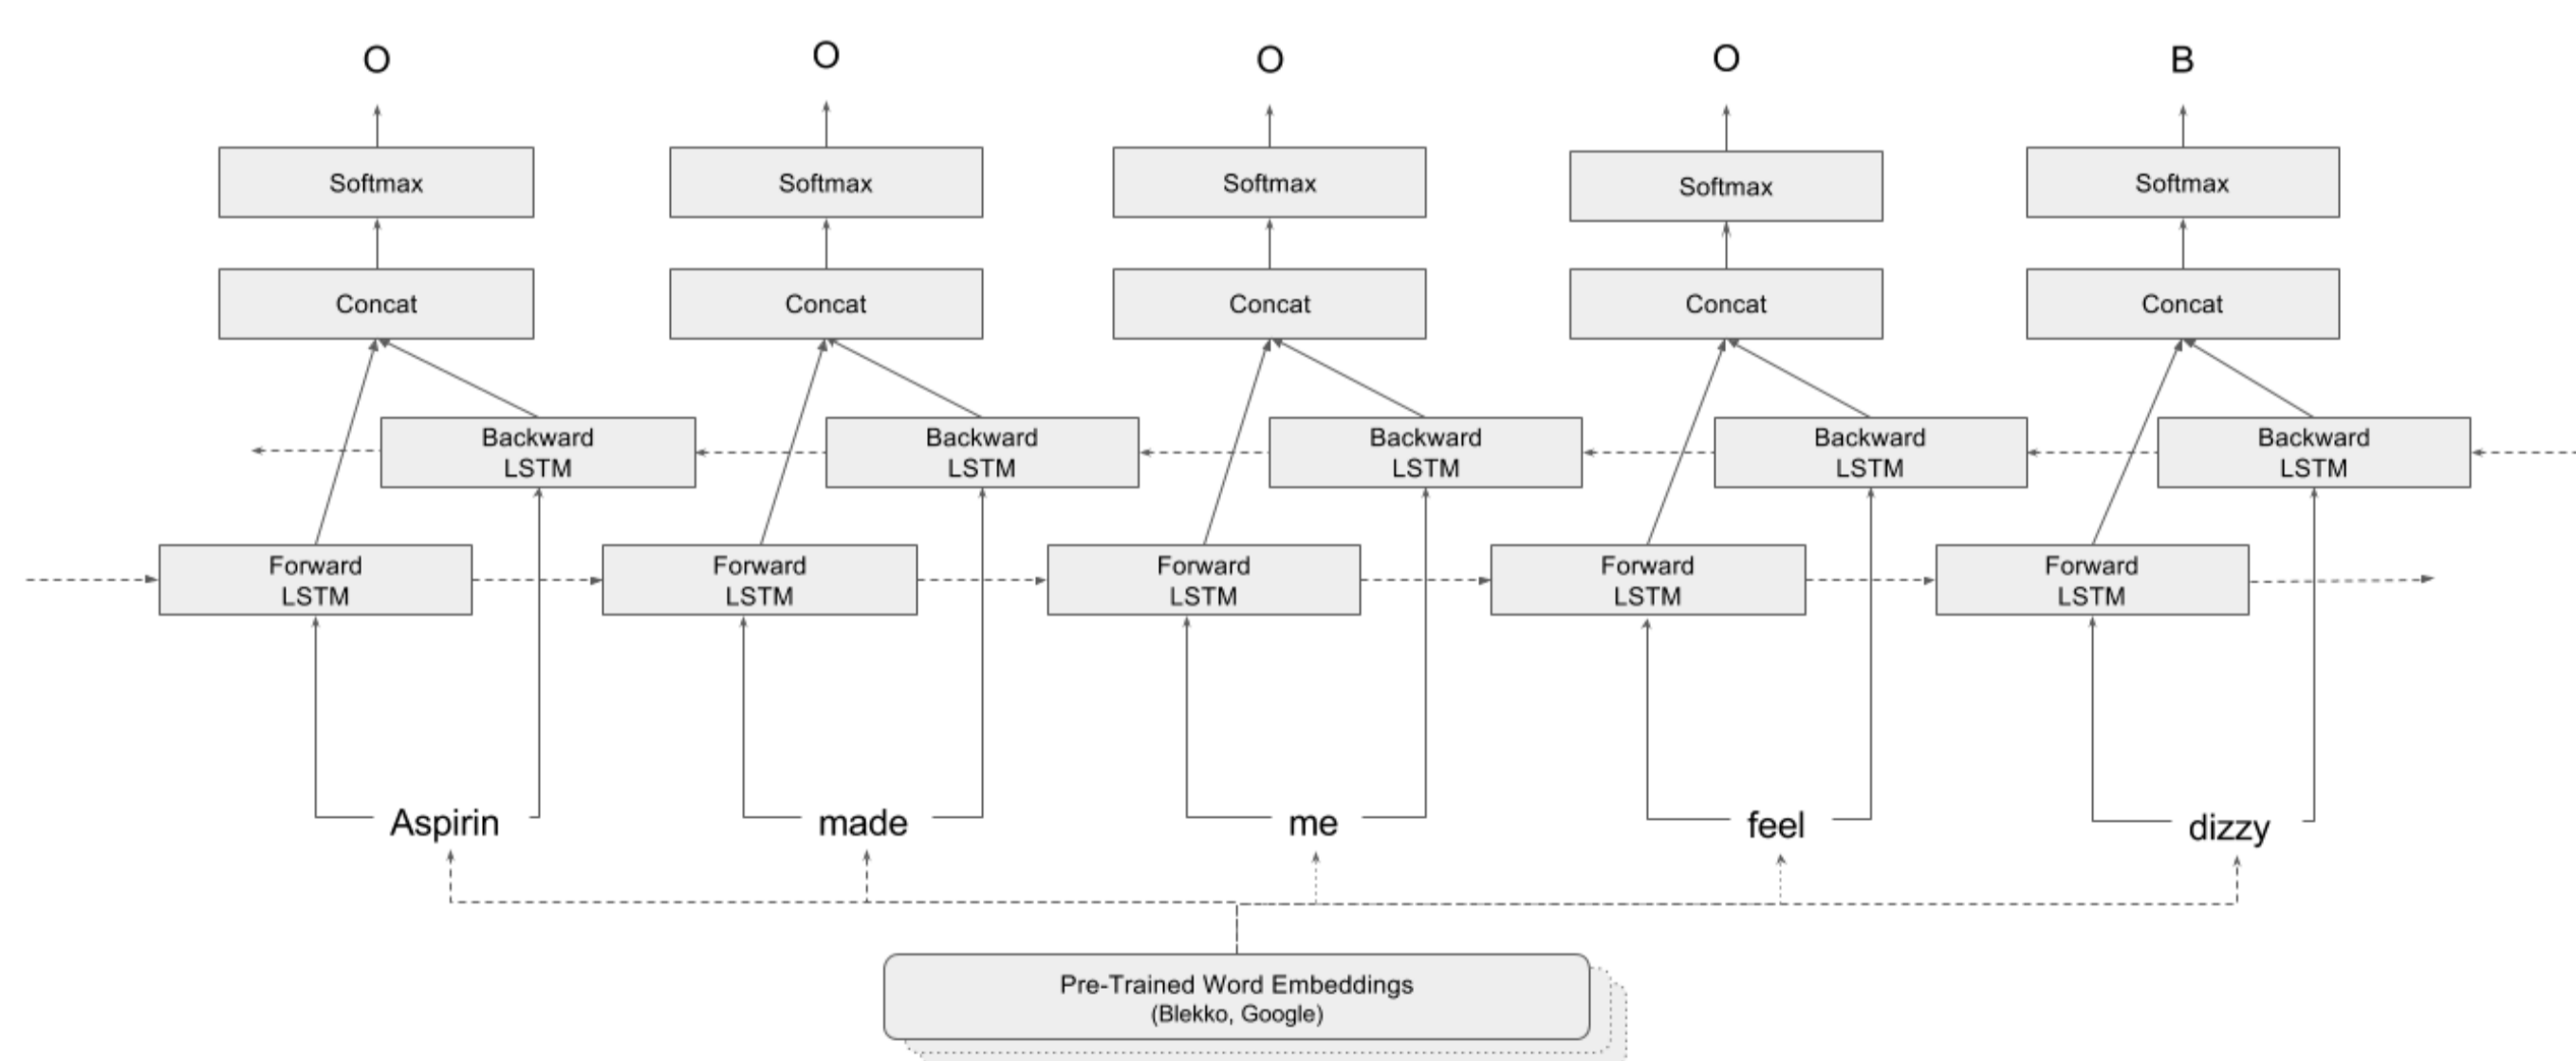 O
O
O
O
B
Softmax
Softmax
Softmax
Softmax
Softmax
Concat
Concat
Concat
Concat
Concat
Backward
LSTM
Backward
LSTM
Backward
LSTM
Backward
LSTM
Backward
LSTM
Forward
LSTM
Forward
LSTM
Forward
LSTM
Forward
LSTM
Forward
LSTM
Aspirin
made
me
feel
dizzy
Pre-Trained Word Embeddings
(Blekko, Google)